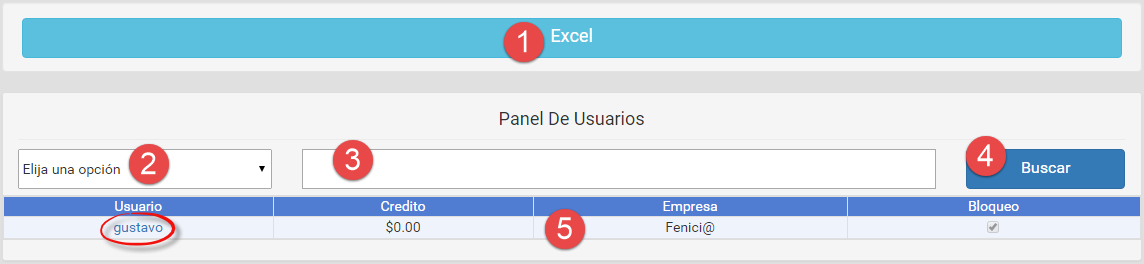 1 Excel
Panel De Usuarios
Elija una opción 2 3 4 Buscar
Usuario Credito Empresa Bloqueo
gustavo $0.00 5 Fenici@